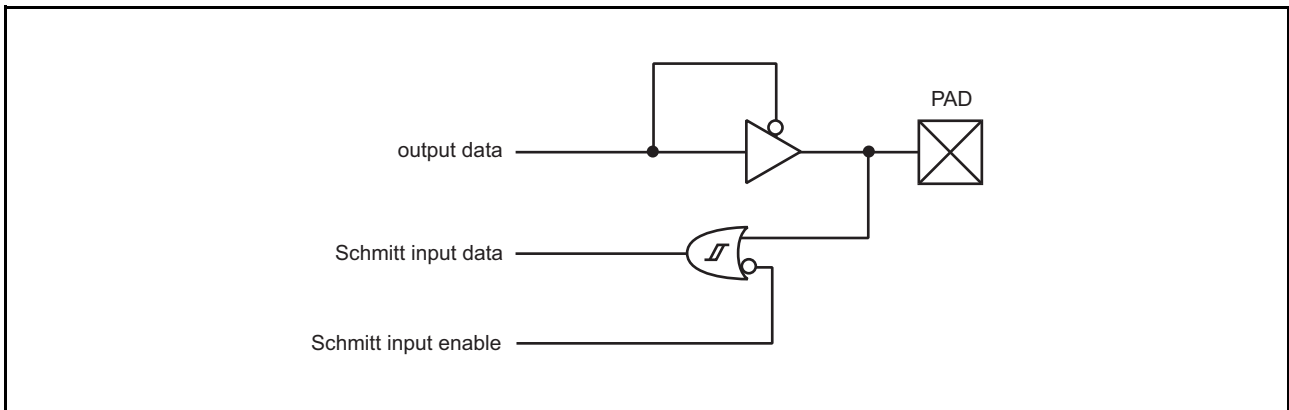 PAD
output data
Schmitt input data
Schmitt input enable